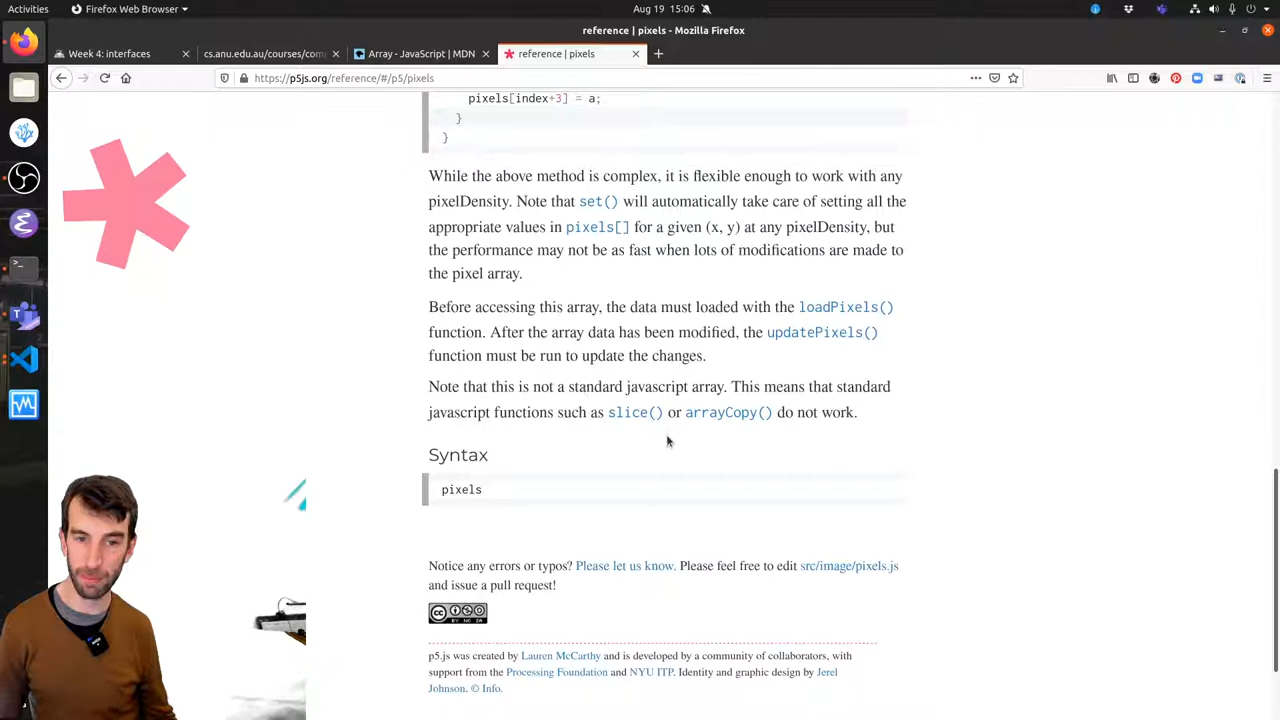 Activities
Firefox Web Browser
Aug 19 15:06
reference | pixels - Mozilla Firefox
Week 4: interfaces
cs.anu.edu.au/courses/com
Array - JavaScript | MDN
reference | pixels
https://p5js.org/reference/#/p5/pixels
pixels[index+3] = a;
}
}
While the above method is complex, it is flexible enough to work with any
pixelDensity. Note that set() will automatically take care of setting all the
appropriate values in pixels[] for a given (x, y) at any pixelDensity, but
the performance may not be as fast when lots of modifications are made to
the pixel array.
Before accessing this array, the data must loaded with the loadPixels()
function. After the array data has been modified, the updatePixels()
function must be run to update the changes.
Note that this is not a standard javascript array. This means that standard
javascript functions such as slice() or arrayCopy() do not work.
Syntax
pixels
Notice any errors or typos? Please let us know. Please feel free to edit src/image/pixels.js
and issue a pull request!
p5.js was created by Lauren McCarthy and is developed by a community of collaborators, with
support from the Processing Foundation and NYU ITP. Identity and graphic design by Jerel
Johnson. © Info.